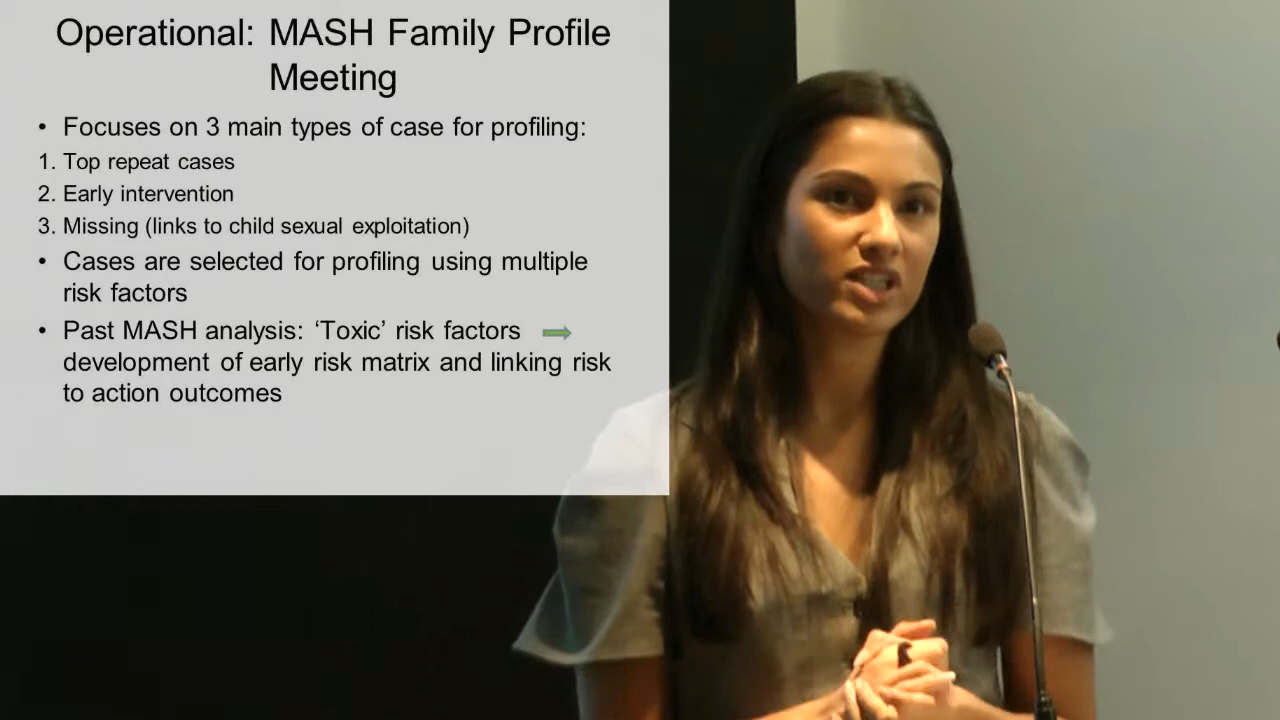 Operational: MASH Family Profile
Meeting
• Focuses on 3 main types of case for profiling:
1. Top repeat cases
2. Early intervention
3. Missing (links to child sexual exploitation)
• Cases are selected for profiling using multiple
risk factors
• Past MASH analysis: ‘Toxic’ risk factors
development of early risk matrix and linking risk
to action outcomes